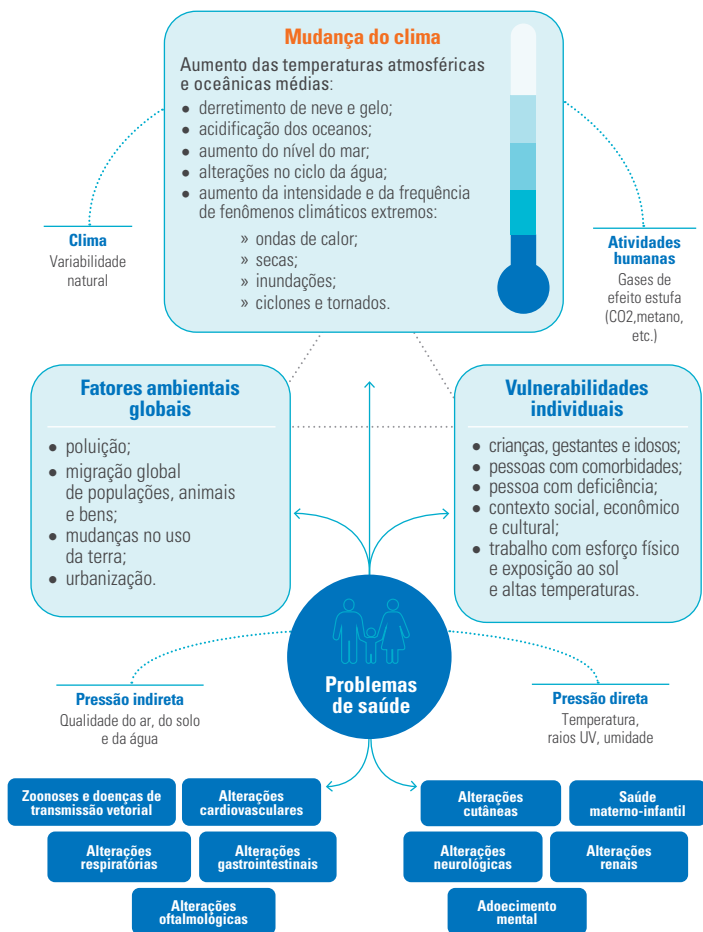 Mudança do clima
Aumento das temperaturas atmosféricas
e oceânicas médias:
● derretimento de neve e gelo;
● acidificação dos oceanos;
● aumento do nível do mar;
● alterações no ciclo da água;
● aumento da intensidade e da frequência
de fenômenos climáticos extremos:
» ondas de calor;
» secas;
» inundações;
» ciclones e tornados.
Clima
Variabilidade
natural
Atividades
humanas
Gases de
efeito estufa
(CO2,metano,
etc.)
Fatores ambientais
globais
● poluição;
● migração global
de populações, animais
e bens;
● mudanças no uso
da terra;
● urbanização.
Vulnerabilidades
individuais
● crianças, gestantes e idosos;
● pessoas com comorbidades;
● pessoa com deficiência;
● contexto social, econômico
e cultural;
● trabalho com esforço físico
e exposição ao sol
e altas temperaturas.
Problemas
de saúde
Pressão indireta
Qualidade do ar, do solo
e da água
Pressão direta
Temperatura,
raios UV, umidade
Zoonoses e doenças de
transmissão vetorial
Alterações
cardiovasculares
Alterações
respiratórias
Alterações
gastrointestinais
Alterações
oftalmológicas
Alterações
cutâneas
Saúde
materno-infantil
Alterações
neurológicas
Alterações
renais
Adoecimento
mental